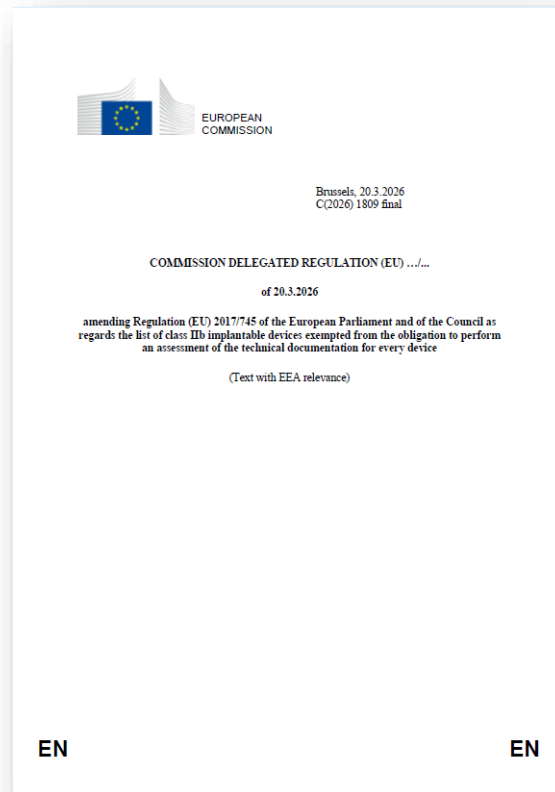 EUROPEAN
COMMISSION
Brussels, 20.3.2026
C(2026) 1809 final
COMMISSION DELEGATED REGULATION (EU) …/...
of 20.3.2026
amending Regulation (EU) 2017/745 of the European Parliament and of the Council as
regards the list of class IIb implantable devices exempted from the obligation to perform
an assessment of the technical documentation for every device
(Text with EEA relevance)
EN EN